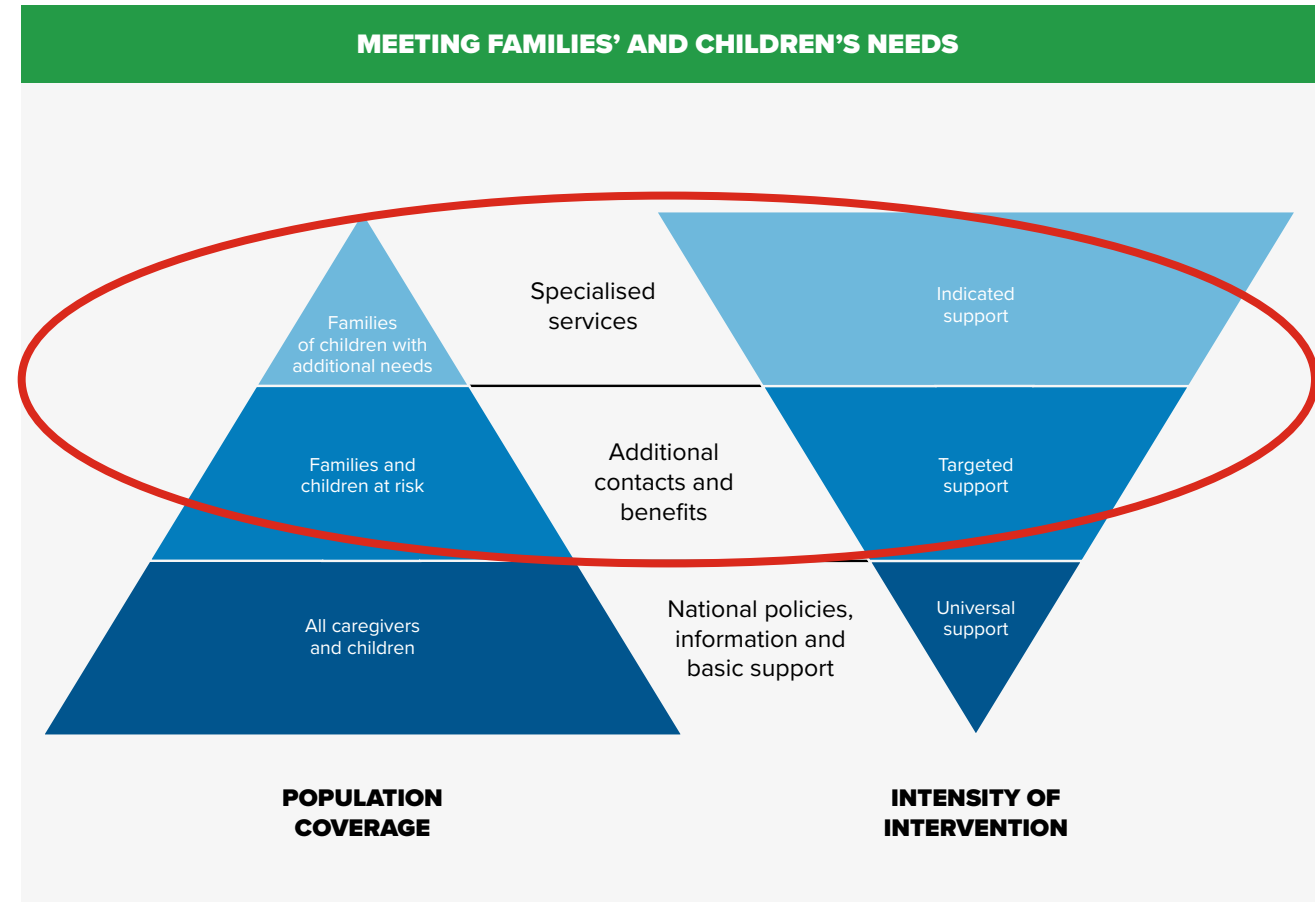 MEETING FAMILIES’ AND CHILDREN’S NEEDS
Families
of children with
additional needs
Specialised
services
Indicated
support
Families and
children at risk
Additional
contacts and
benefits
Targeted
support
All caregivers
and children
National policies,
information and
basic support
Universal
support
POPULATION
COVERAGE
INTENSITY OF
INTERVENTION